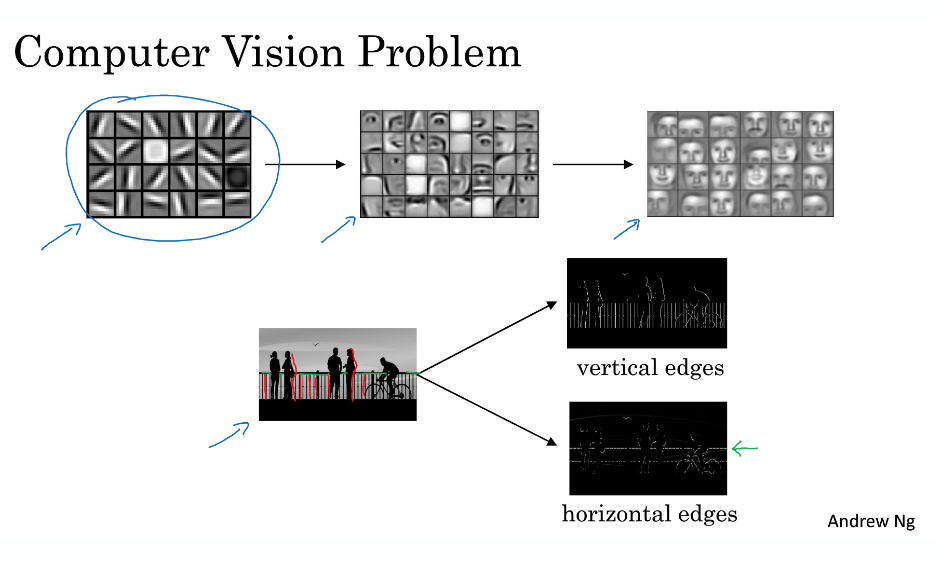 Computer Vision Problem
vertical edges
horizontal edges
Andrew Ng